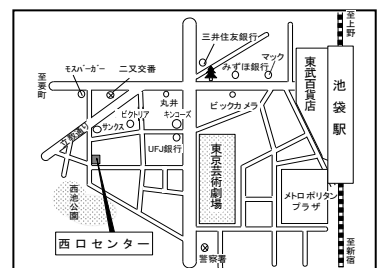 至上野
三井住友銀行
みずほ銀行
マック
東武百貨店
池袋駅
モスバーガー
二又交番
至要町
丸井
ビックカメラ
ビクトリア
キンコーズ
サンクス
立教通り
UFJ銀行
東京芸術劇場
西池公園
メトロポリタン
プラザ
西口センター
警察署
至新宿